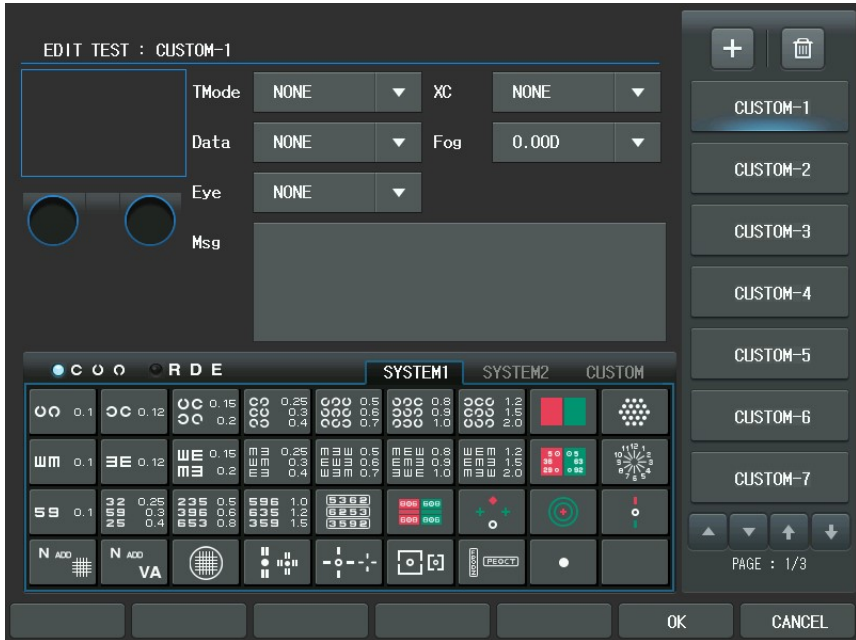 EDIT TEST : CUSTOM-1
TMode NONE XC NONE
Data NONE Fog 0.00D
Eye NONE
Msg
CUSTOM-1
CUSTOM-2
CUSTOM-3
CUSTOM-4
CUSTOM-5
CUSTOM-6
CUSTOM-7
PAGE : 1/3
R D E
SYSTEM1 SYSTEM2 CUSTOM
0.1 0.12 0.15 0.25 0.5 0.8 1.2
0.3 0.6 0.9 1.5
0.2 0.4 0.7 1.0 2.0
0.1 0.12 0.15 0.25 0.5 0.8 1.2
0.3 0.6 0.9 1.5
0.2 0.4 0.7 1.0 2.0
59 0.1
32 0.25
59 0.3
25 0.4
235 0.5
396 0.6
653 0.8
596 1.0
635 1.2
359 1.5
5362
6253
3592
N ADD
N ADD VA
OK CANCEL